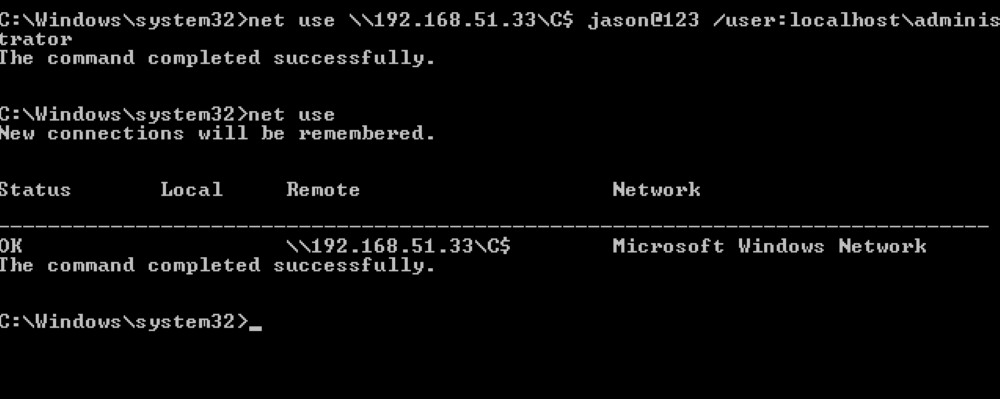 C:\Windows\system32>net use \\192.168.51.33\C$ jason@123 /user:localhost\adminis
trator
The command completed successfully.
C:\Windows\system32>net use
New connections will be remembered.
Status Local Remote Network
-------------------------------------------------------------------------------
OK \\192.168.51.33\C$ Microsoft Windows Network
The command completed successfully.
C:\Windows\system32>_